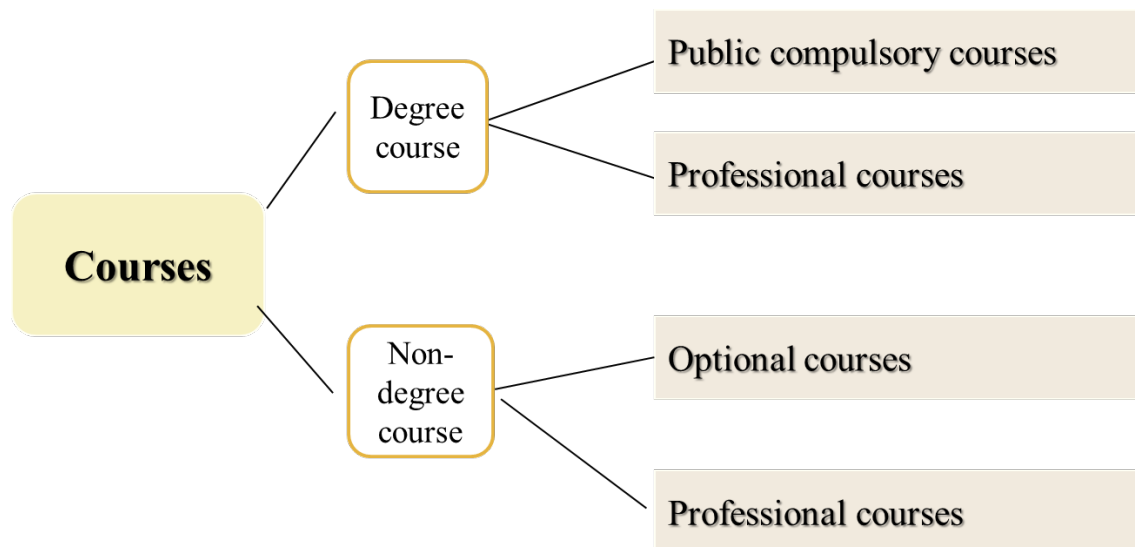 Courses
Degree
course
Public compulsory courses
Professional courses
Non-
degree
course
Optional courses
Professional courses